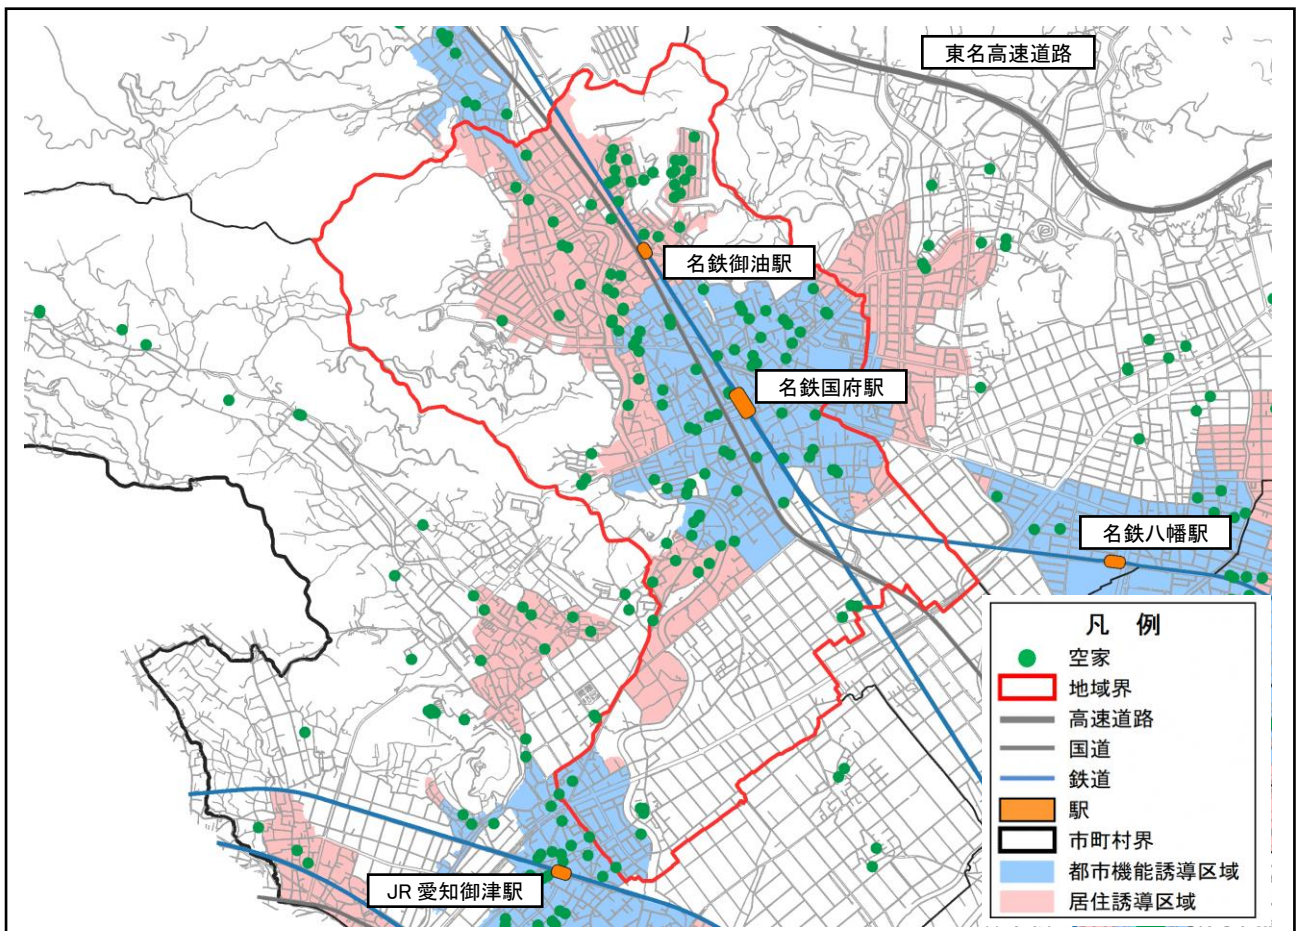 東名高速道路
名鉄御油駅
名鉄国府駅
名鉄八幡駅
JR 愛知御津駅
凡 例
空家
地域界
高速道路
国道
鉄道
駅
市町村界
都市機能誘導区域
居住誘導区域